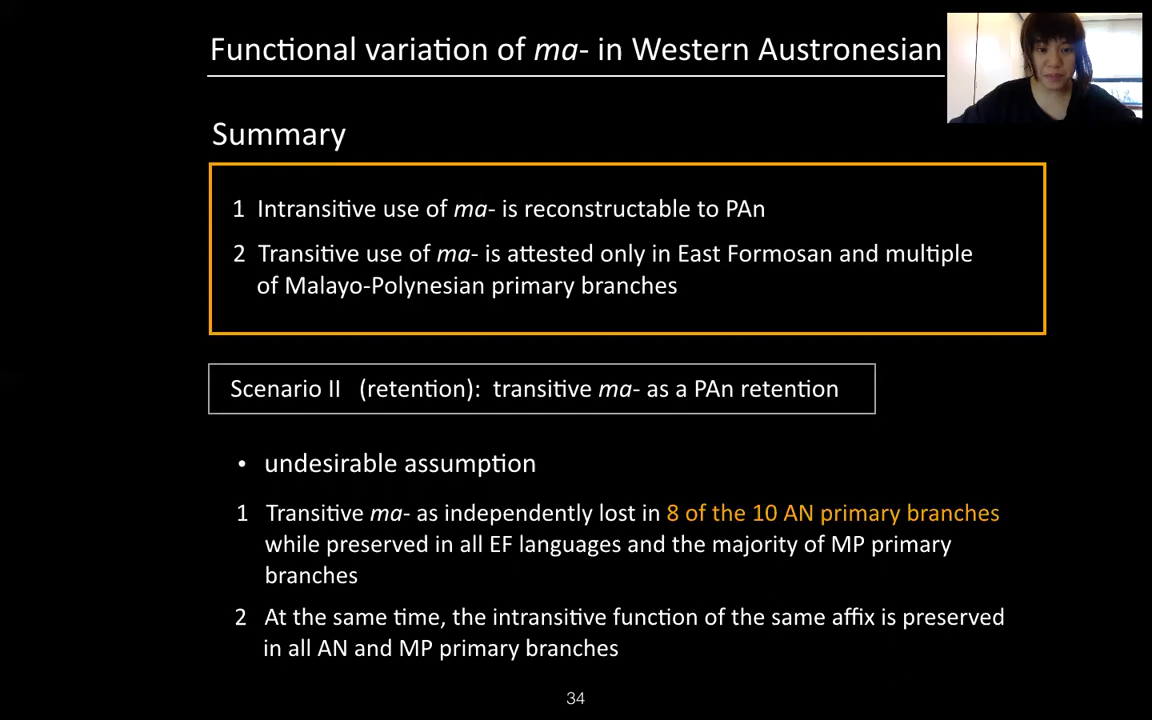 Functional variation of ma- in Western Austronesian
Summary
1 Intransitive use of ma- is reconstructable to PAn
2 Transitive use of ma- is attested only in East Formosan and multiple
of Malayo-Polynesian primary branches
Scenario II (retention): transitive ma- as a PAn retention
• undesirable assumption
1 Transitive ma- as independently lost in 8 of the 10 AN primary branches
while preserved in all EF languages and the majority of MP primary
branches
2 At the same time, the intransitive function of the same affix is preserved
in all AN and MP primary branches
34